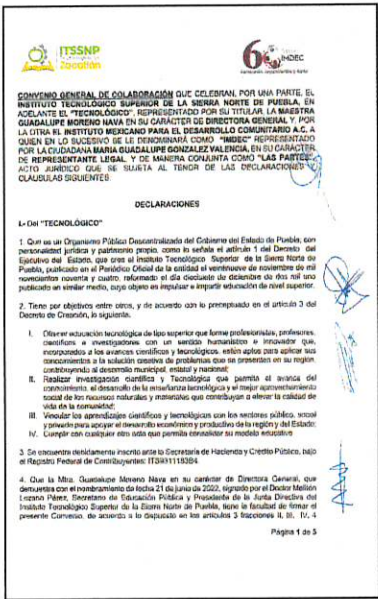 ITSSNP
Zacatlán
60
IMDEC
CONVENIO GENERAL DE COLABORACIÓN QUE CELEBRAN, POR UNA PARTE, EL
INSTITUTO TECNOLÓGICO SUPERIOR DE LA SIERRA NORTE DE PUEBLA, EN
ADELANTE EL "TECNOLÓGICO", REPRESENTADO POR SU TITULAR, LA MAESTRA
GUADALUPE MORENO NAVA EN SU CARÁCTER DE DIRECTORA GENERAL Y, POR
LA OTRA EL INSTITUTO MEXICANO PARA EL DESARROLLO COMUNITARIO A.C. A
QUIEN EN LO SUCESIVO SE LE DENOMINARÁ COMO "IMDEC" REPRESENTADO
POR LA CIUDADANA MARIA GUADALUPE GONZALEZ VALENCIA, EN SU CARÁCTER
DE REPRESENTANTE LEGAL, Y DE MANERA CONJUNTA COMO "LAS PARTES",
ACTO JURÍDICO QUE SE SUJETA AL TENOR DE LAS DECLARACIONES Y
CLÁUSULAS SIGUIENTES
DECLARACIONES
I.- Del "TECNOLÓGICO"
1. Que es un Organismo Pública Descentralizado del Gobierno del Estado de Puebla, con
personalidad jurídica y patrimonio propio, como lo señala el artículo 1 del Decreto del
Ejecutivo del Estado, que crea el Instituto Tecnológico Superior de la Sierra Norte de
Puebla, publicado en el Periódico Oficial de la entidad el veintinueve de noviembre de mil
novecientos noventa y cuatro, reformado el día diecisiete de diciembre de dos mil uno
publicado en similar medio, cuyo objeto es impulsar e impartir educación de nivel superior.
2. Tiene por objetivos entre otros, y de acuerdo con lo preceptuado en el artículo 3 del
Decreto de Creación, lo siguiente.
I. Ofrecer educación tecnológica de tipo superior que forme profesionistas, profesores,
científicos e investigadores con un sentido humanístico e innovador que,
incorporados a los avances científicos y tecnológicos, estén aptos para aplicar sus
conocimientos a la solución creativa de problemas que se presenten en su región,
contribuyendo al desarrollo municipal, estatal y nacional;
II. Realizar investigación científica y Tecnológica que permita el avance del
conocimiento, el desarrollo de la enseñanza tecnológica y el mejor aprovechamiento
social de los recursos naturales y materiales que contribuyan a elevar la calidad de
vida de la comunidad;
III. Vincular los aprendizajes científicos y tecnológicos con los sectores público, social
y privado para apoyar el desarrollo económico y productivo de la región y del Estado;
IV. Cumplir con cualquier otro acto que permita consolidar su modelo educativo
3. Se encuentre debidamente inscrito ante la Secretaría de Hacienda y Crédito Público, bajo
el Registro Federal de Contribuyentes: ITS9311183B4
4. Que la Mtra. Guadalupe Moreno Nava en su carácter de Directora General, que
demuestra con el nombramiento de fecha 21 de junio de 2022, signado por el Doctor Melitón
Lozano Pérez, Secretario de Educación Pública y Presidente de la Junta Directiva del
Instituto Tecnológico Superior de la Sierra Norte de Puebla, tiene la facultad de firmar el
presente Convenio, de acuerdo a lo dispuesto en los artículos 3 fracciones II, III, IV, 4
Página 1 de 5